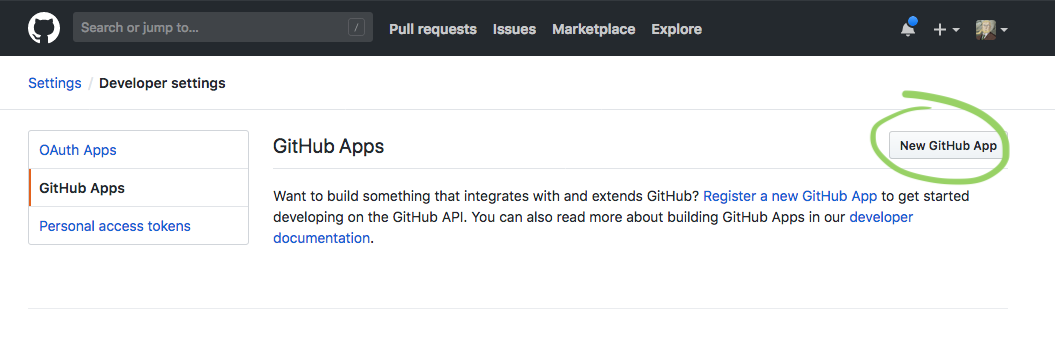 Search or jump to... / Pull requests Issues Marketplace Explore
Settings / Developer settings
OAuth Apps
GitHub Apps
Personal access tokens
GitHub Apps
New GitHub App
Want to build something that integrates with and extends GitHub? Register a new GitHub App to get started
developing on the GitHub API. You can also read more about building GitHub Apps in our developer
documentation.